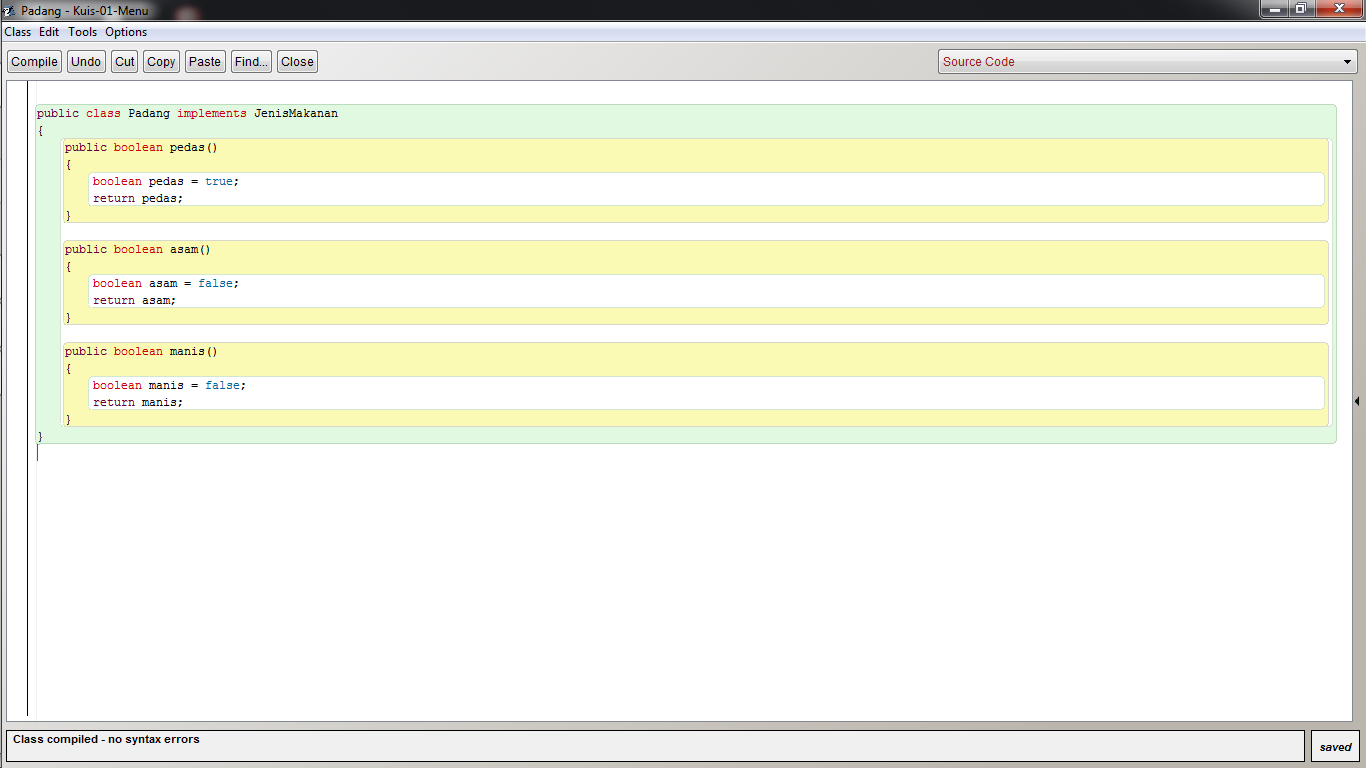 Padang - Kuis-01-Menu
Class Edit Tools Options
Compile Undo Cut Copy Paste Find... Close Source Code
public class Padang implements JenisMakanan
{
    public boolean pedas()
    {
        boolean pedas = true;
        return pedas;
    }
    public boolean asam()
    {
        boolean asam = false;
        return asam;
    }
    public boolean manis()
    {
        boolean manis = false;
        return manis;
    }
}
Class compiled - no syntax errors
saved